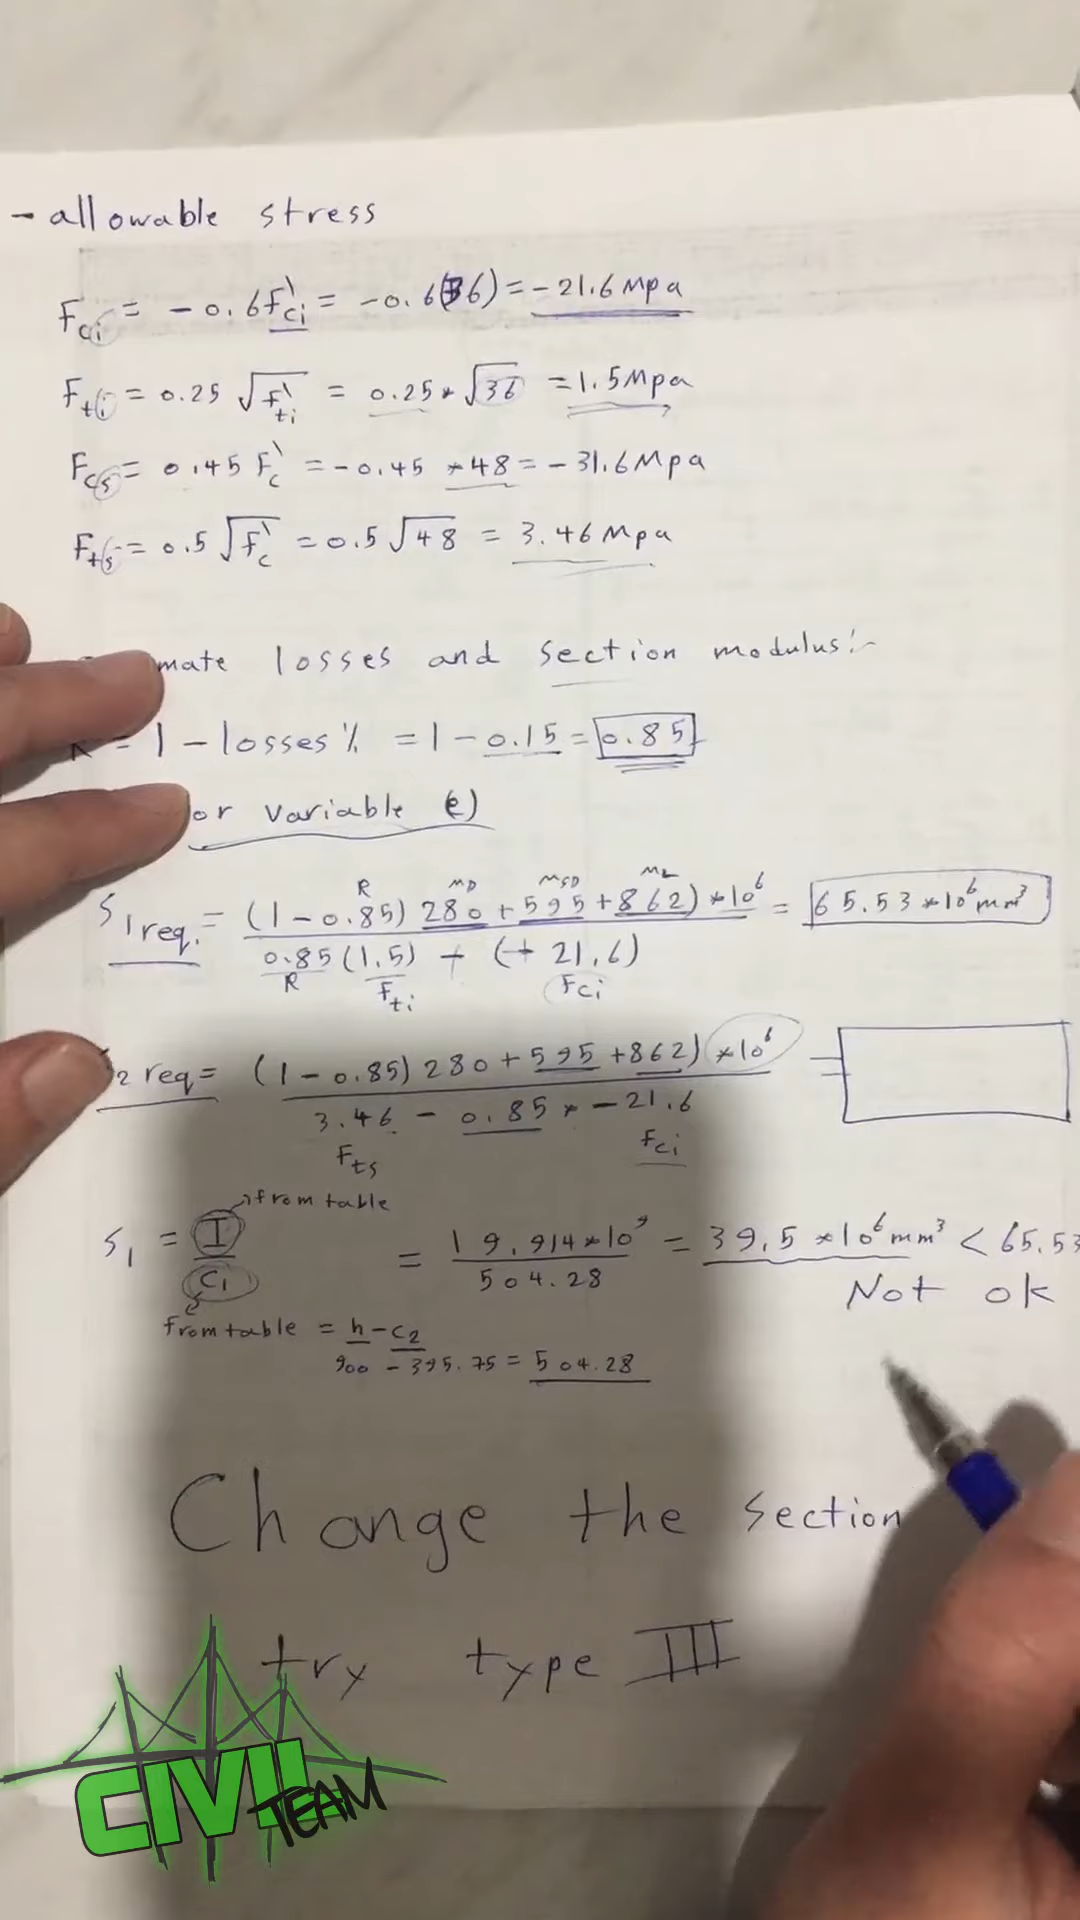 - allowable stress
Fci = -0.6f'ci = -0.6(36) = -21.6 Mpa
Fti = 0.25 √f'ti = 0.25 * √36 = 1.5 Mpa
Fcs = 0.45 F'c = -0.45 *48 = -31.6 Mpa
Fts = 0.5 √F'c = 0.5 √48 = 3.46 Mpa
mate losses and section modulus:-
= 1 - losses % = 1 - 0.15 = 0.85
or variable (e)
R MD MSD ML
S1 req. = (1-0.85) 280 + 595 + 862) *10^6 / 0.85 (1.5) + (+ 21.6) = 65.53 *10^6 mm^3
R Fti Fci
2 req = (1-0.85) 280 + 595 + 862) *10^6 / 3.46 - 0.85 * -21.6
Fts Fci
from table
S1 = I / C1 = 19.914*10^9 / 504.28 = 39.5 *10^6 mm^3 < 65.53
Not ok
from table = h - c2
900 - 395.75 = 504.28
Change the section
try type III
CIVIL
TEAM